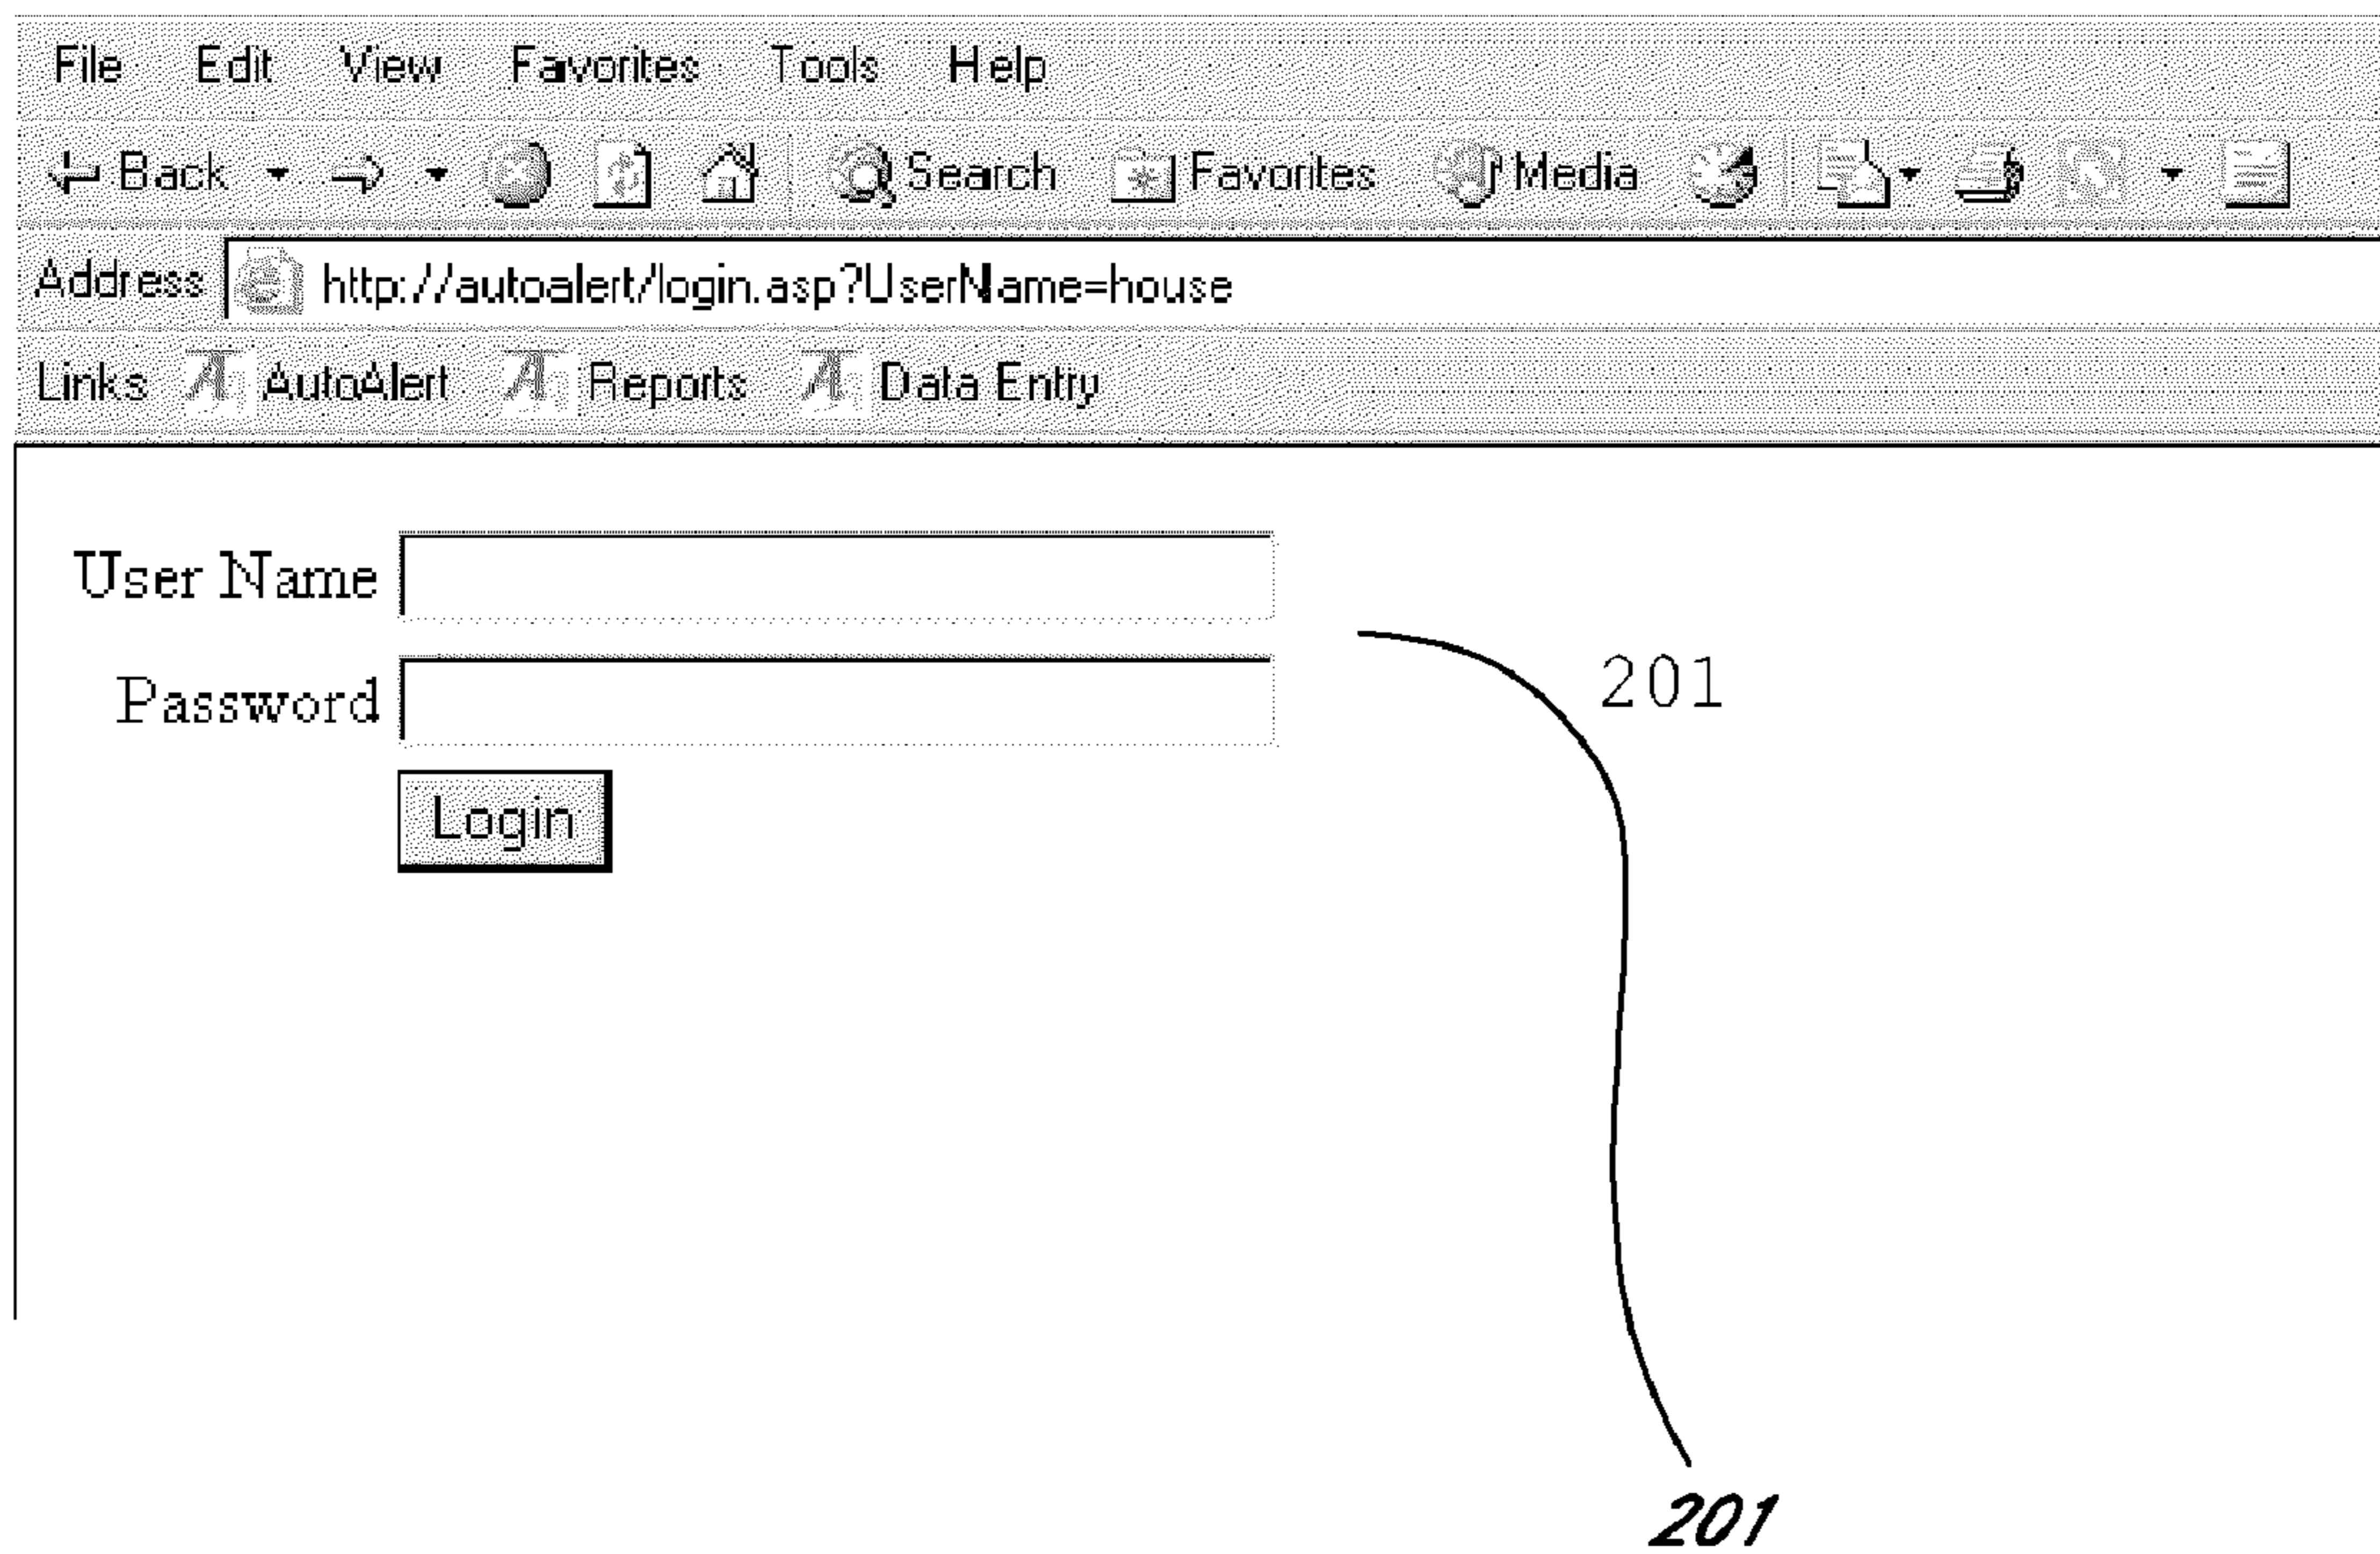 File Edit View Favorites Tools Help
Back Search Favorites Media
Address http://autoalert/login.asp?UserName=house
Links AutoAlert Reports Data Entry
User Name
Password
201
Login
201